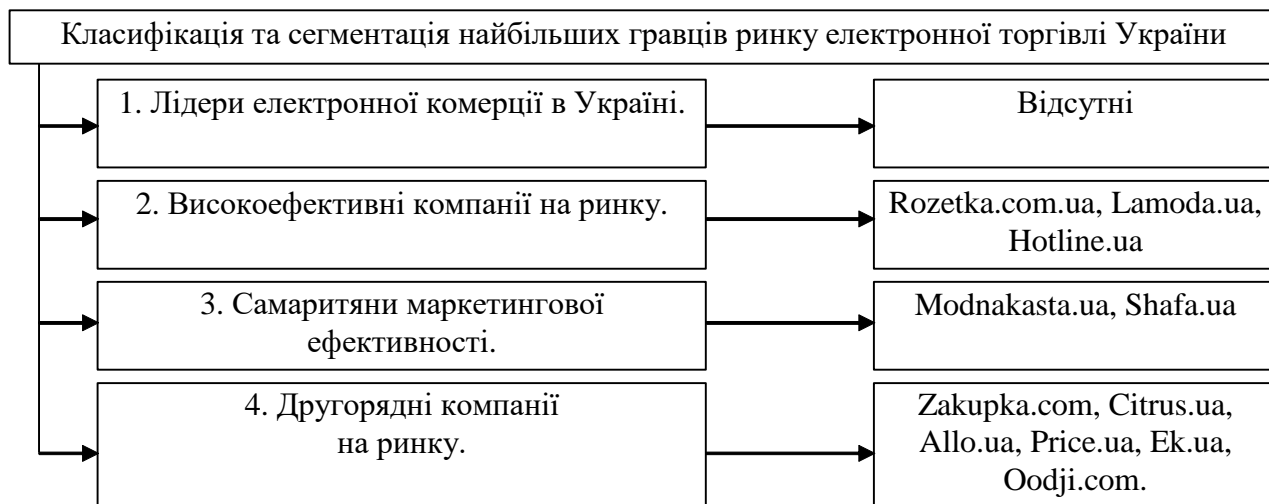 Класифікація та сегментація найбільших гравців ринку електронної торгівлі України
1. Лідери електронної комерції в Україні.
Відсутні
2. Високоефективні компанії на ринку.
Rozetka.com.ua, Lamoda.ua,
Hotline.ua
3. Самаритяни маркетингової
ефективності.
Modnakasta.ua, Shafa.ua
4. Другорядні компанії
на ринку.
Zakupka.com, Citrus.ua,
Allo.ua, Price.ua, Ek.ua,
Oodji.com.